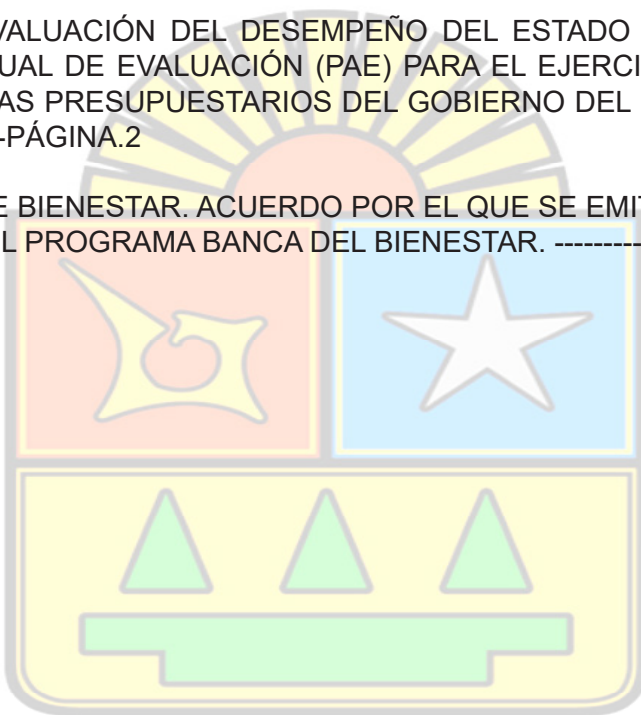 VALUACIÓN DEL DESEMPEÑO DEL ESTADO
UAL DE EVALUACIÓN (PAE) PARA EL EJERCI
AS PRESUPUESTARIOS DEL GOBIERNO DEL
-PÁGINA.2
E BIENESTAR. ACUERDO POR EL QUE SE EMIT
L PROGRAMA BANCA DEL BIENESTAR. ----------